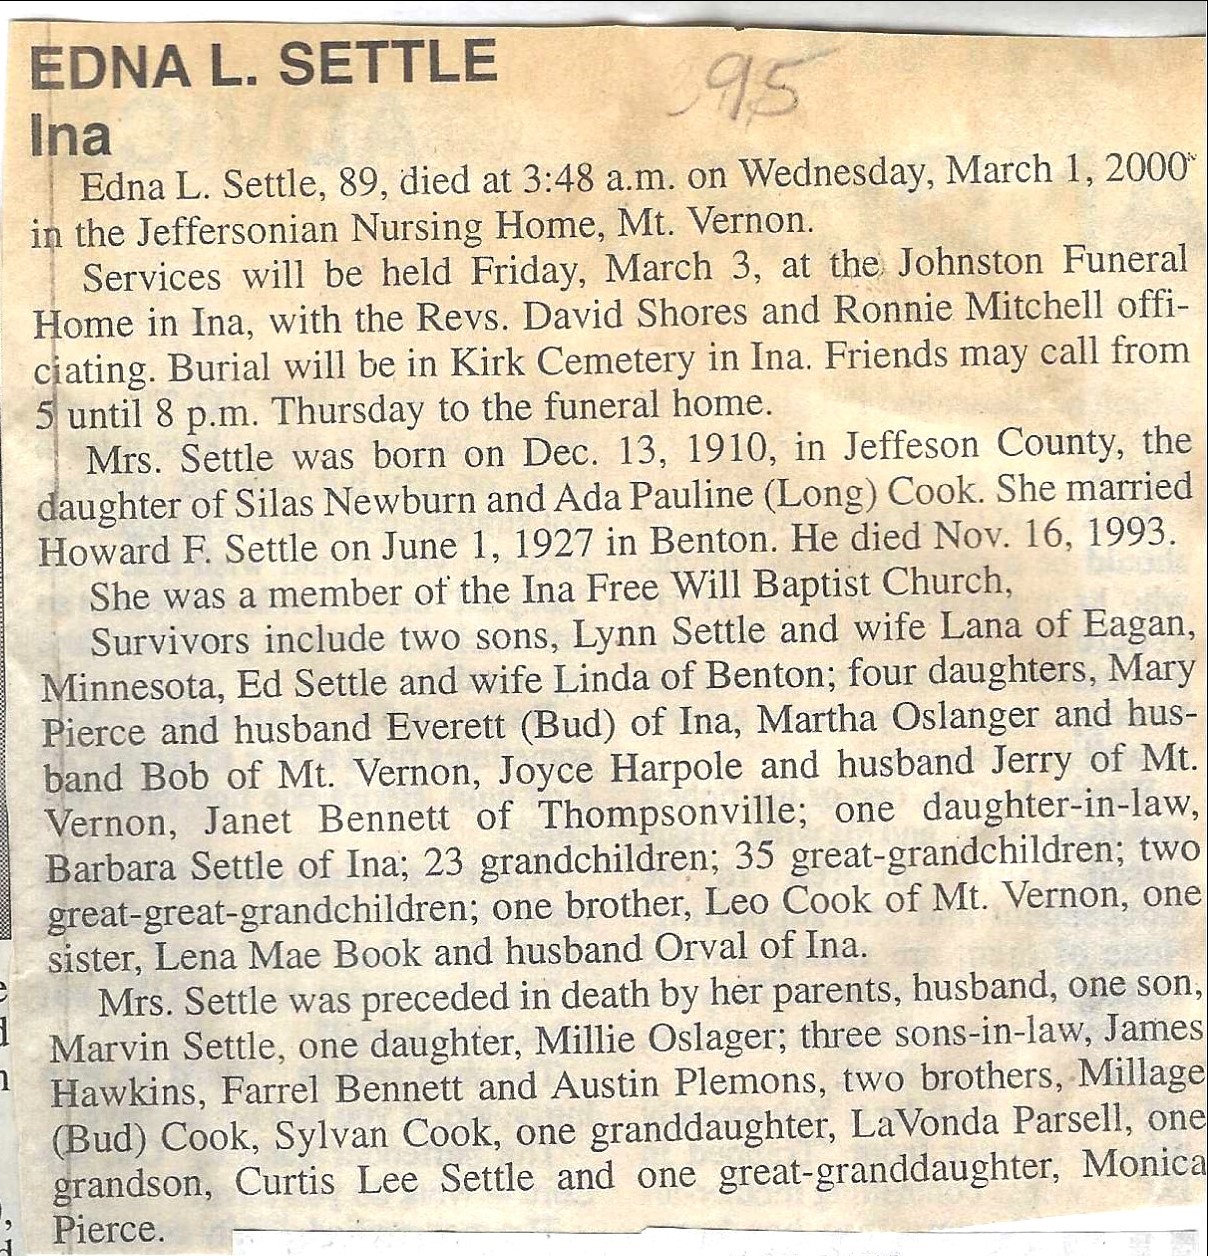 EDNA L. SETTLE
95
Ina
Edna L. Settle, 89, died at 3:48 a.m. on Wednesday, March 1, 2000
in the Jeffersonian Nursing Home, Mt. Vernon.
Services will be held Friday, March 3, at the Johnston Funeral
Home in Ina, with the Revs. David Shores and Ronnie Mitchell offi-
ciating. Burial will be in Kirk Cemetery in Ina. Friends may call from
5 until 8 p.m. Thursday to the funeral home.
Mrs. Settle was born on Dec. 13, 1910, in Jeffeson County, the
daughter of Silas Newburn and Ada Pauline (Long) Cook. She married
Howard F. Settle on June 1, 1927 in Benton. He died Nov. 16, 1993.
She was a member of the Ina Free Will Baptist Church,
Survivors include two sons, Lynn Settle and wife Lana of Eagan,
Minnesota, Ed Settle and wife Linda of Benton; four daughters, Mary
Pierce and husband Everett (Bud) of Ina, Martha Oslanger and hus-
band Bob of Mt. Vernon, Joyce Harpole and husband Jerry of Mt.
Vernon, Janet Bennett of Thompsonville; one daughter-in-law,
Barbara Settle of Ina; 23 grandchildren; 35 great-grandchildren; two
great-great-grandchildren; one brother, Leo Cook of Mt. Vernon, one
sister, Lena Mae Book and husband Orval of Ina.
Mrs. Settle was preceded in death by her parents, husband, one son,
Marvin Settle, one daughter, Millie Oslager; three sons-in-law, James
Hawkins, Farrel Bennett and Austin Plemons, two brothers, Millage
(Bud) Cook, Sylvan Cook, one granddaughter, LaVonda Parsell, one
grandson, Curtis Lee Settle and one great-granddaughter, Monica
Pierce.